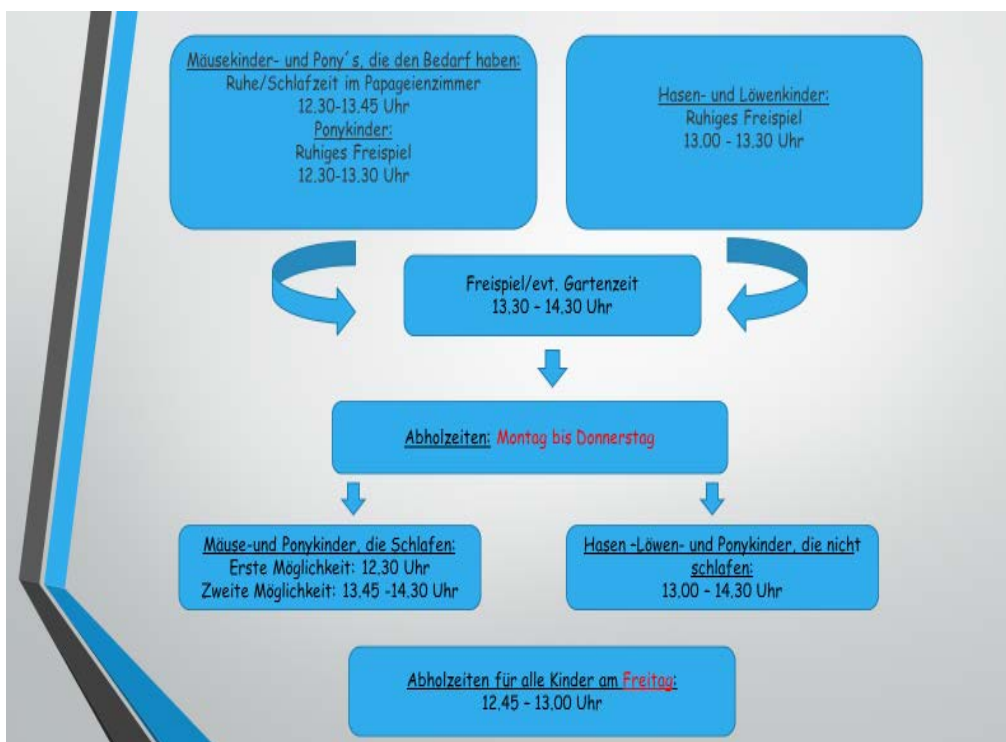 Mäusekinder- und Pony´s, die den Bedarf haben:
Ruhe/Schlafzeit im Papageienzimmer
12.30-13.45 Uhr
Ponykinder:
Ruhiges Freispiel
12.30-13.30 Uhr
Hasen- und Löwenkinder:
Ruhiges Freispiel
13.00 - 13.30 Uhr
Freispiel/evt. Gartenzeit
13.30 – 14.30 Uhr
Abholzeiten: Montag bis Donnerstag
Mäuse-und Ponykinder, die Schlafen:
Erste Möglichkeit: 12.30 Uhr
Zweite Möglichkeit: 13.45 -14.30 Uhr
Hasen -Löwen- und Ponykinder, die nicht
schlafen:
13.00 – 14.30 Uhr
Abholzeiten für alle Kinder am Freitag:
12.45 – 13.00 Uhr